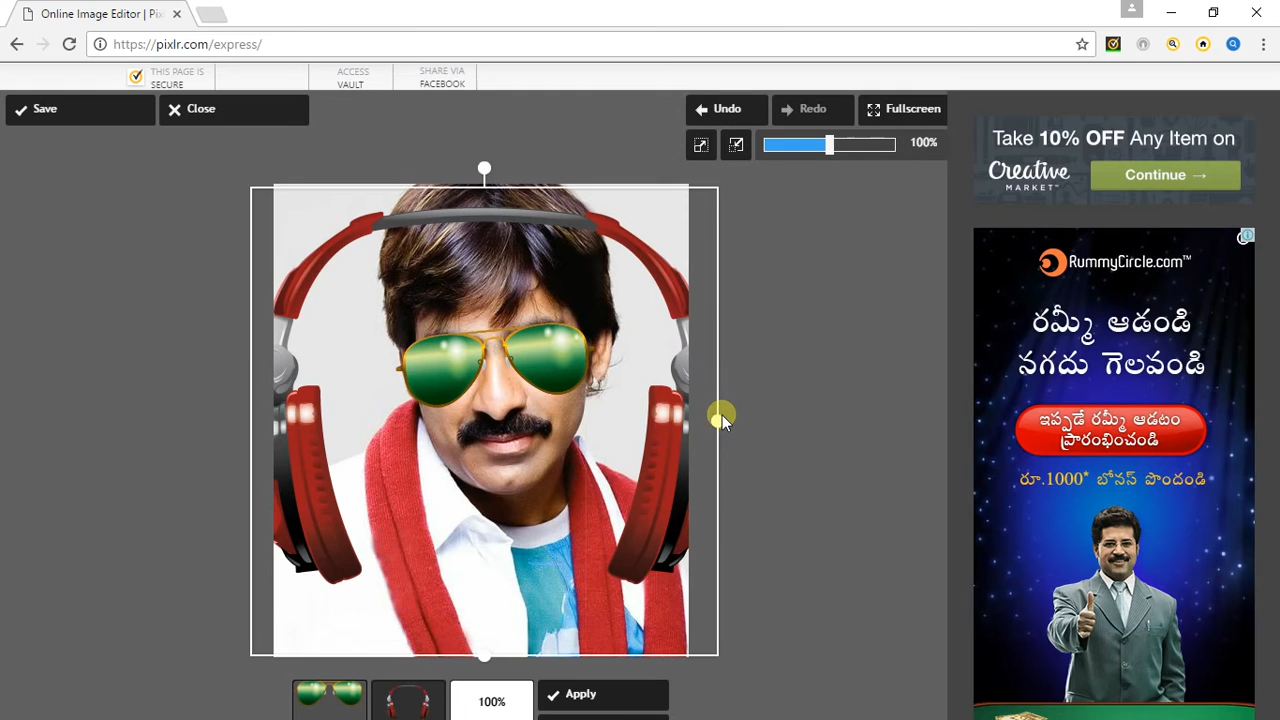 Online Image Editor | Pix
https://pixlr.com/express/
THIS PAGE IS
SECURE
ACCESS
VAULT
SHARE VIA
FACEBOOK
Save
Close
Undo
Redo
Fullscreen
100%
Take 10% OFF Any Item on
Creative
MARKET™
Continue →
RummyCircle.com™
రమ్మీ ఆడండి
నగదు గెలవండి
ఇప్పుడే రమ్మీ ఆడటం
ప్రారంభించండి
రూ.1000* బోనస్ పొందండి
100%
Apply